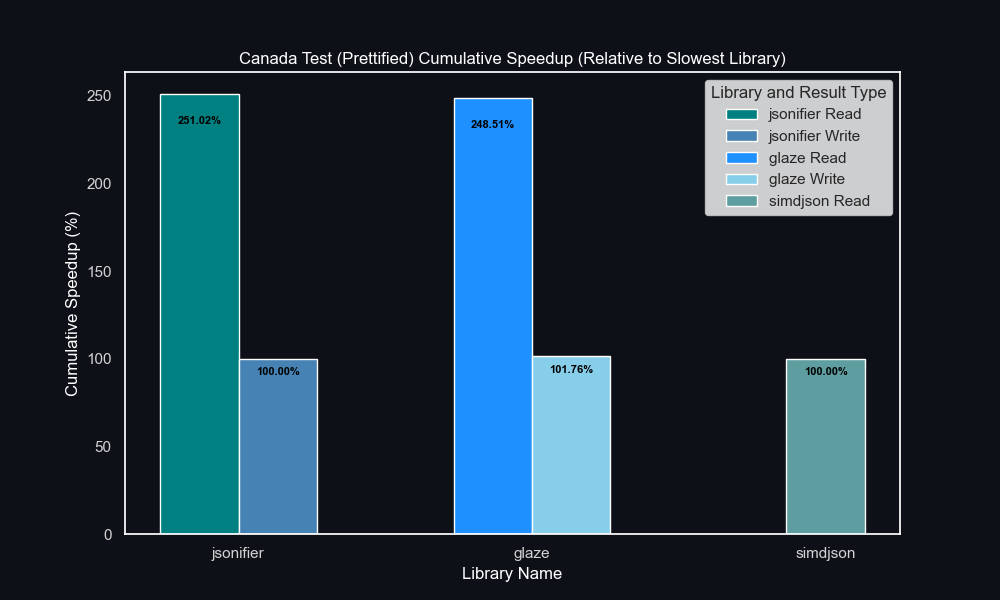 Canada Test (Prettified) Cumulative Speedup (Relative to Slowest Library)
Library and Result Type
jsonifier Read
jsonifier Write
glaze Read
glaze Write
simdjson Read
Cumulative Speedup (%)
250
200
150
100
50
0
251.02%
100.00%
248.51%
101.76%
100.00%
jsonifier
glaze
simdjson
Library Name